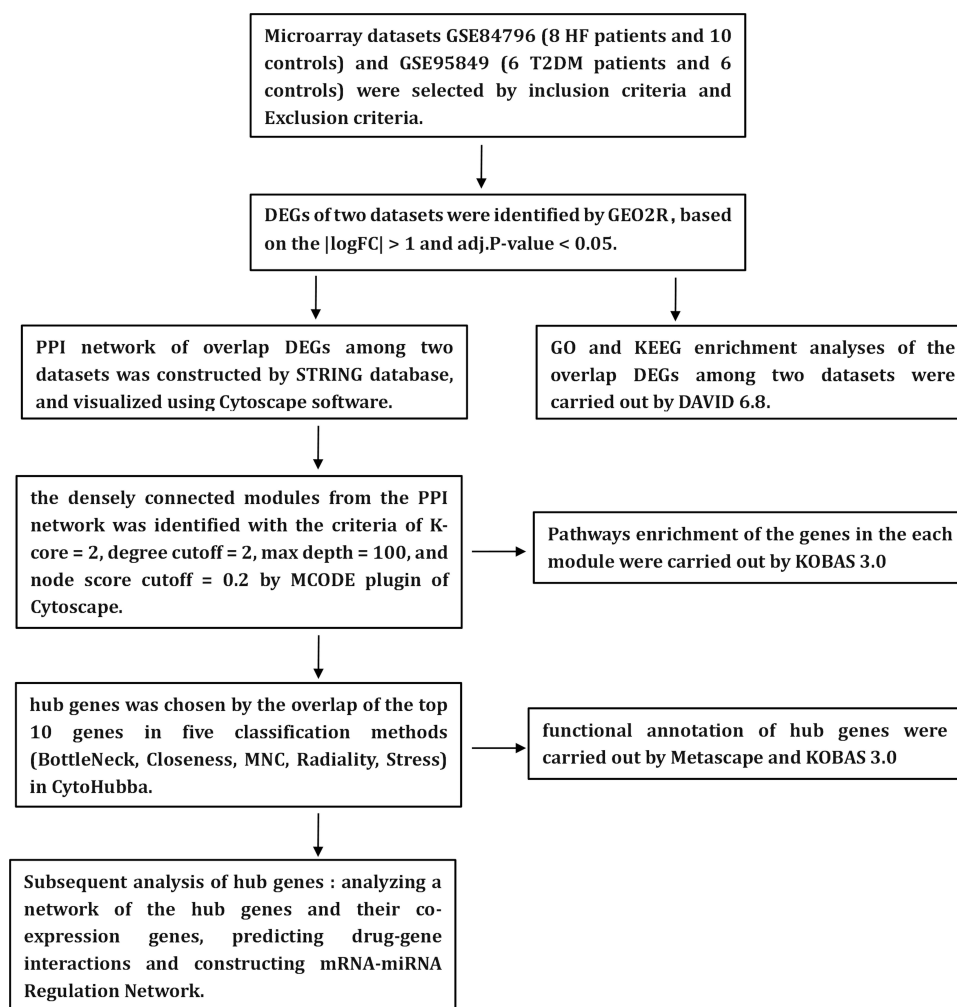 Microarray datasets GSE84796 (8 HF patients and 10
controls) and GSE95849 (6 T2DM patients and 6
controls) were selected by inclusion criteria and
Exclusion criteria.
DEGs of two datasets were identified by GEO2R, based
on the |logFC| > 1 and adj.P-value < 0.05.
PPI network of overlap DEGs among two
datasets was constructed by STRING database,
and visualized using Cytoscape software.
GO and KEEG enrichment analyses of the
overlap DEGs among two datasets were
carried out by DAVID 6.8.
the densely connected modules from the PPI
network was identified with the criteria of K-
core = 2, degree cutoff = 2, max depth = 100, and
node score cutoff = 0.2 by MCODE plugin of
Cytoscape.
Pathways enrichment of the genes in the each
module were carried out by KOBAS 3.0
hub genes was chosen by the overlap of the top
10 genes in five classification methods
(BottleNeck, Closeness, MNC, Radiality, Stress)
in CytoHubba.
functional annotation of hub genes were
carried out by Metascape and KOBAS 3.0
Subsequent analysis of hub genes : analyzing a
network of the hub genes and their co-
expression genes, predicting drug-gene
interactions and constructing mRNA-miRNA
Regulation Network.